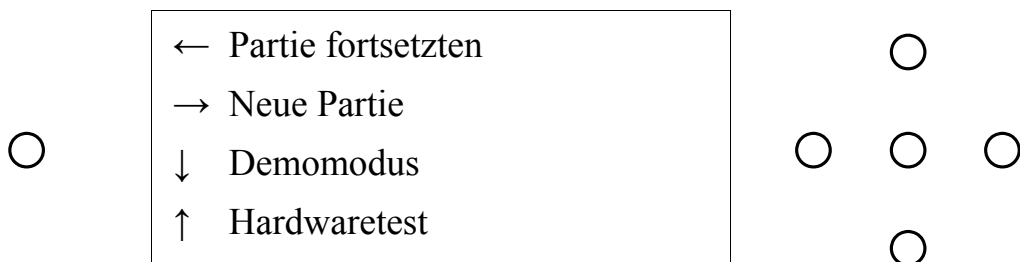 ← Partie fortsetzten
→ Neue Partie
↓ Demomodus
↑ Hardwaretest